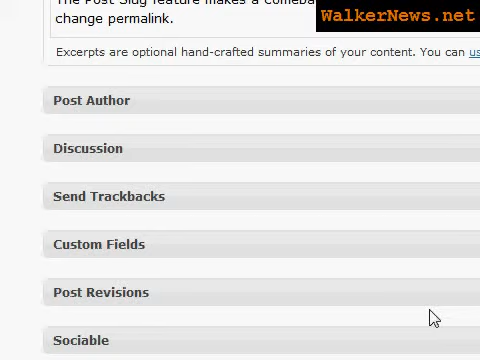 The Post Slug feature makes a comeba
change permalink.
WalkerNews.net
Excerpts are optional hand-crafted summaries of your content. You can us
Post Author
Discussion
Send Trackbacks
Custom Fields
Post Revisions
Sociable